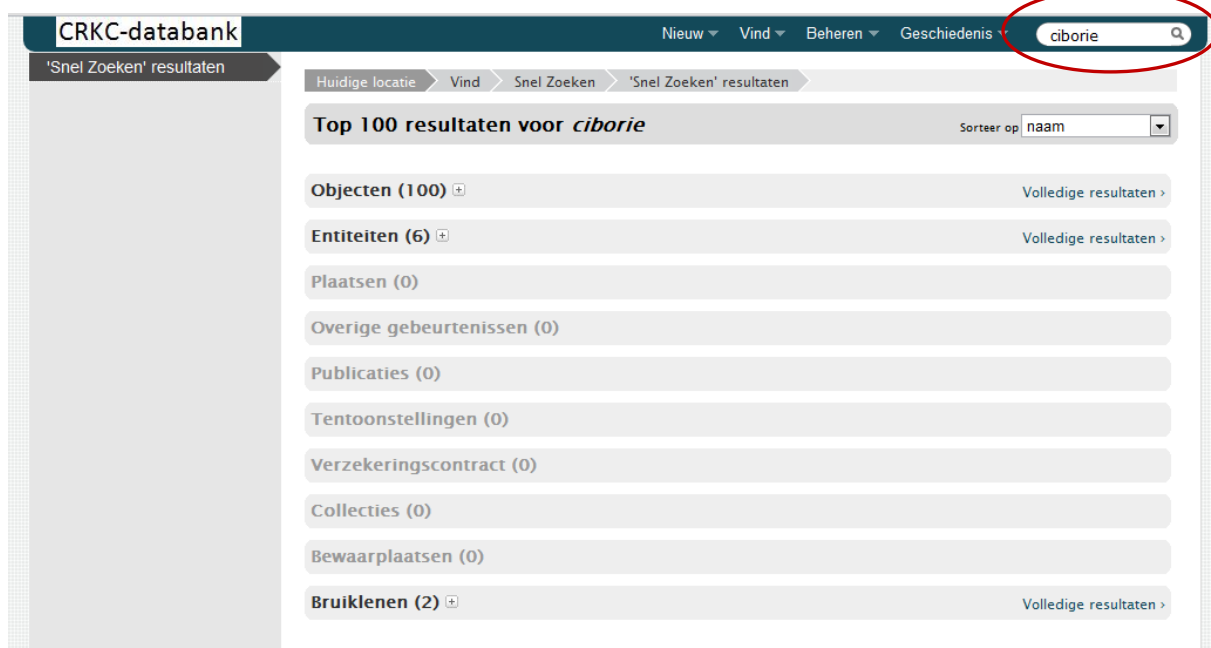 CRKC-databank
Nieuw Vind Beheren Geschiedenis ciborie
'Snel Zoeken' resultaten
Huidige locatie Vind Snel Zoeken 'Snel Zoeken' resultaten
Top 100 resultaten voor ciborie Sorteer op naam
Objecten (100) Volledige resultaten ›
Entiteiten (6) Volledige resultaten ›
Plaatsen (0)
Overige gebeurtenissen (0)
Publicaties (0)
Tentoonstellingen (0)
Verzekeringscontract (0)
Collecties (0)
Bewaarplaatsen (0)
Bruiklenen (2) Volledige resultaten ›